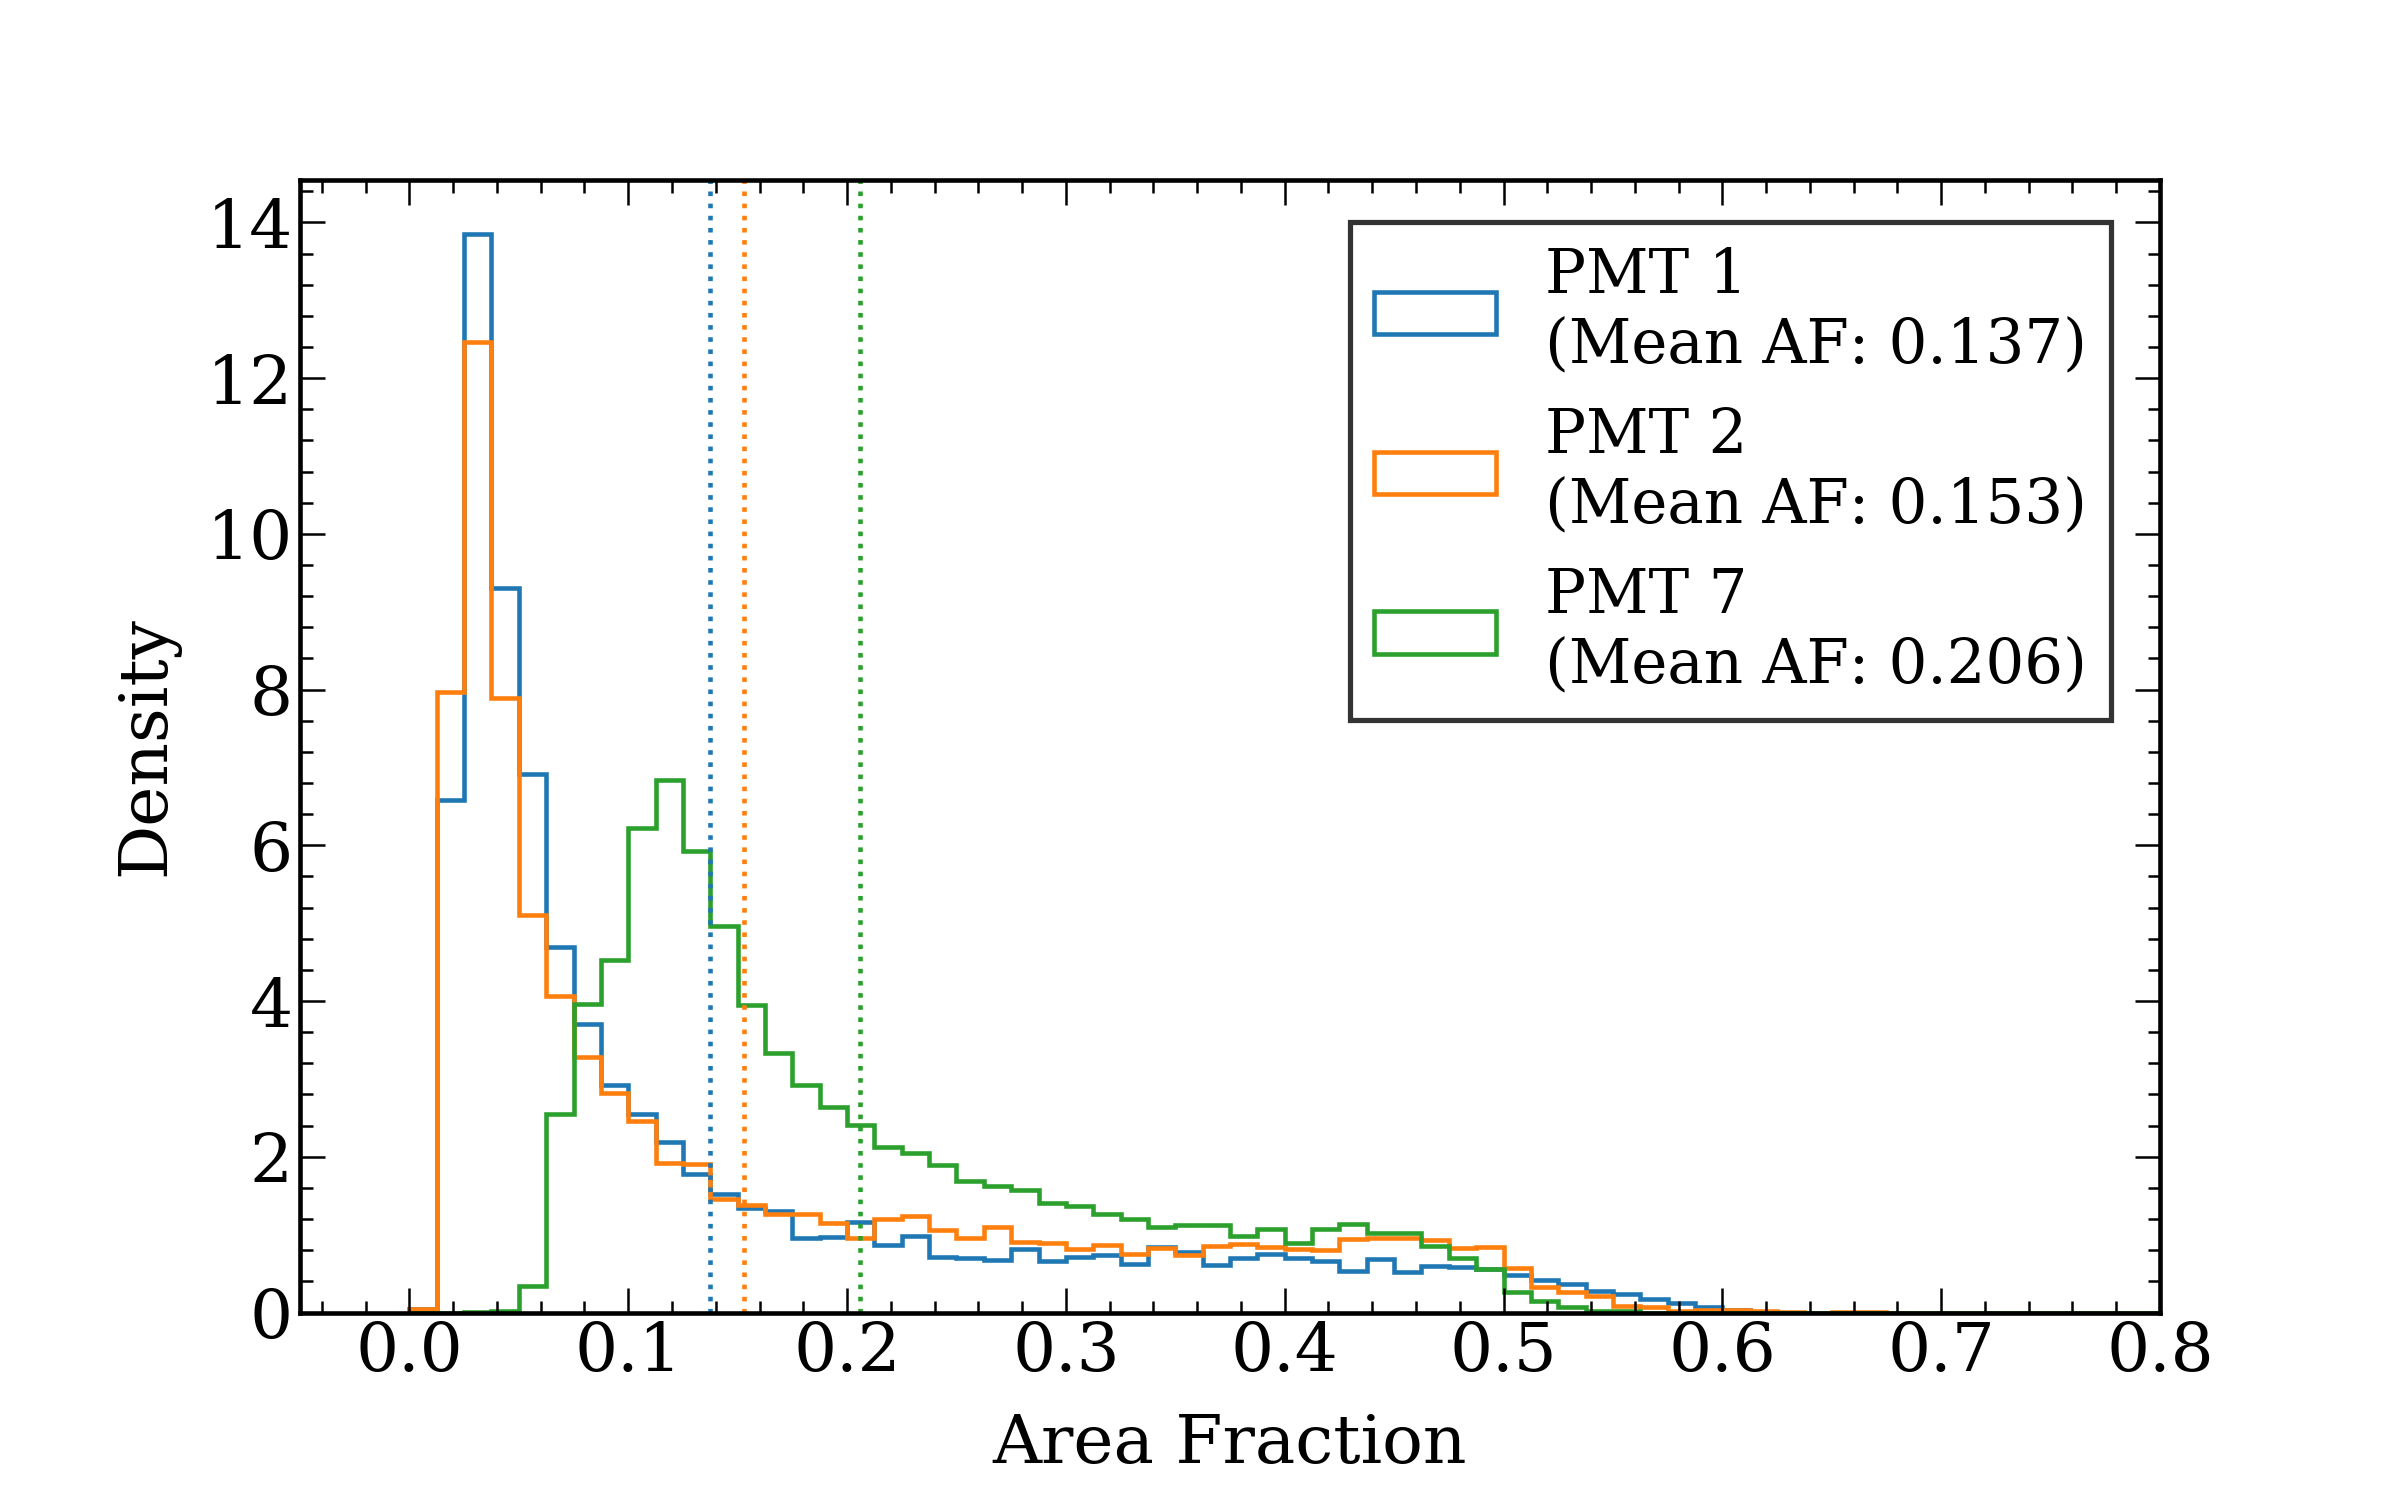 14
12
10
8
6
4
2
0
Density
0.0 0.1 0.2 0.3 0.4 0.5 0.6 0.7 0.8
Area Fraction
PMT 1
(Mean AF: 0.137)
PMT 2
(Mean AF: 0.153)
PMT 7
(Mean AF: 0.206)